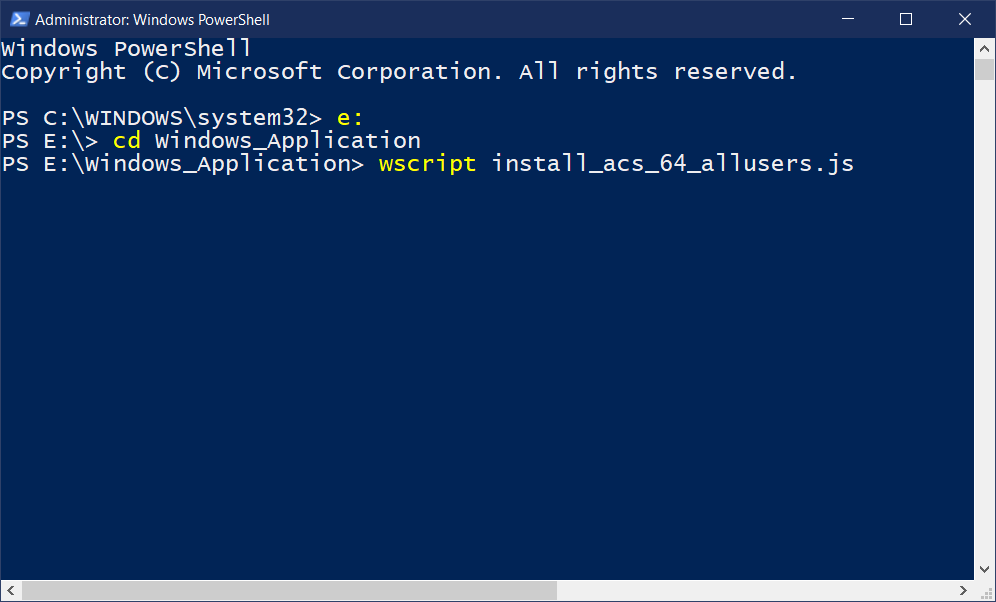 Administrator: Windows PowerShell
Windows PowerShell
Copyright (C) Microsoft Corporation. All rights reserved.
PS C:\WINDOWS\system32> e:
PS E:\> cd Windows_Application
PS E:\Windows_Application> wscript install_acs_64_allusers.js